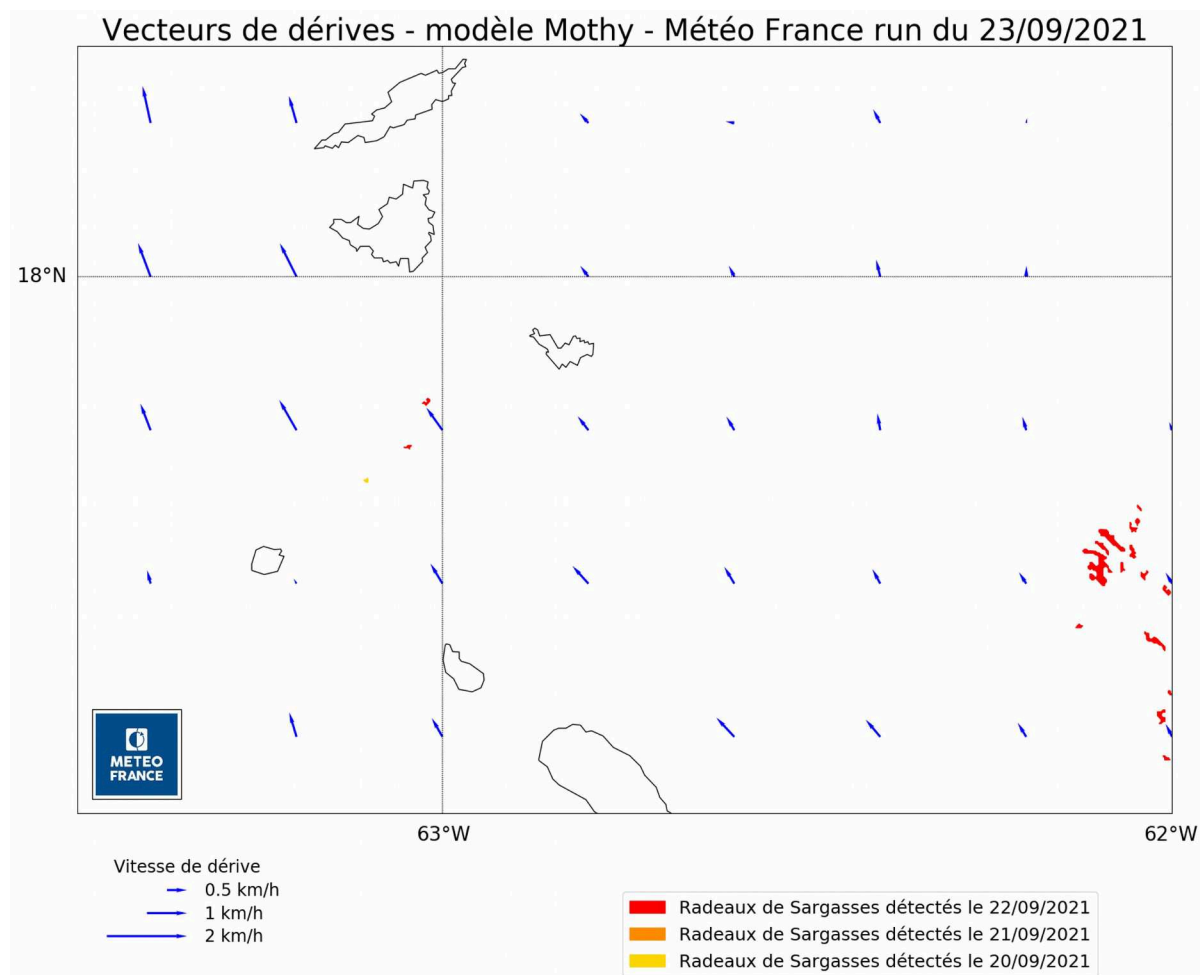 Vecteurs de dérives - modèle Mothy - Météo France run du 23/09/2021
18°N
METEO
FRANCE
63°W
62°W
Vitesse de dérive
0.5 km/h
1 km/h
2 km/h
Radeaux de Sargasses détectés le 22/09/2021
Radeaux de Sargasses détectés le 21/09/2021
Radeaux de Sargasses détectés le 20/09/2021